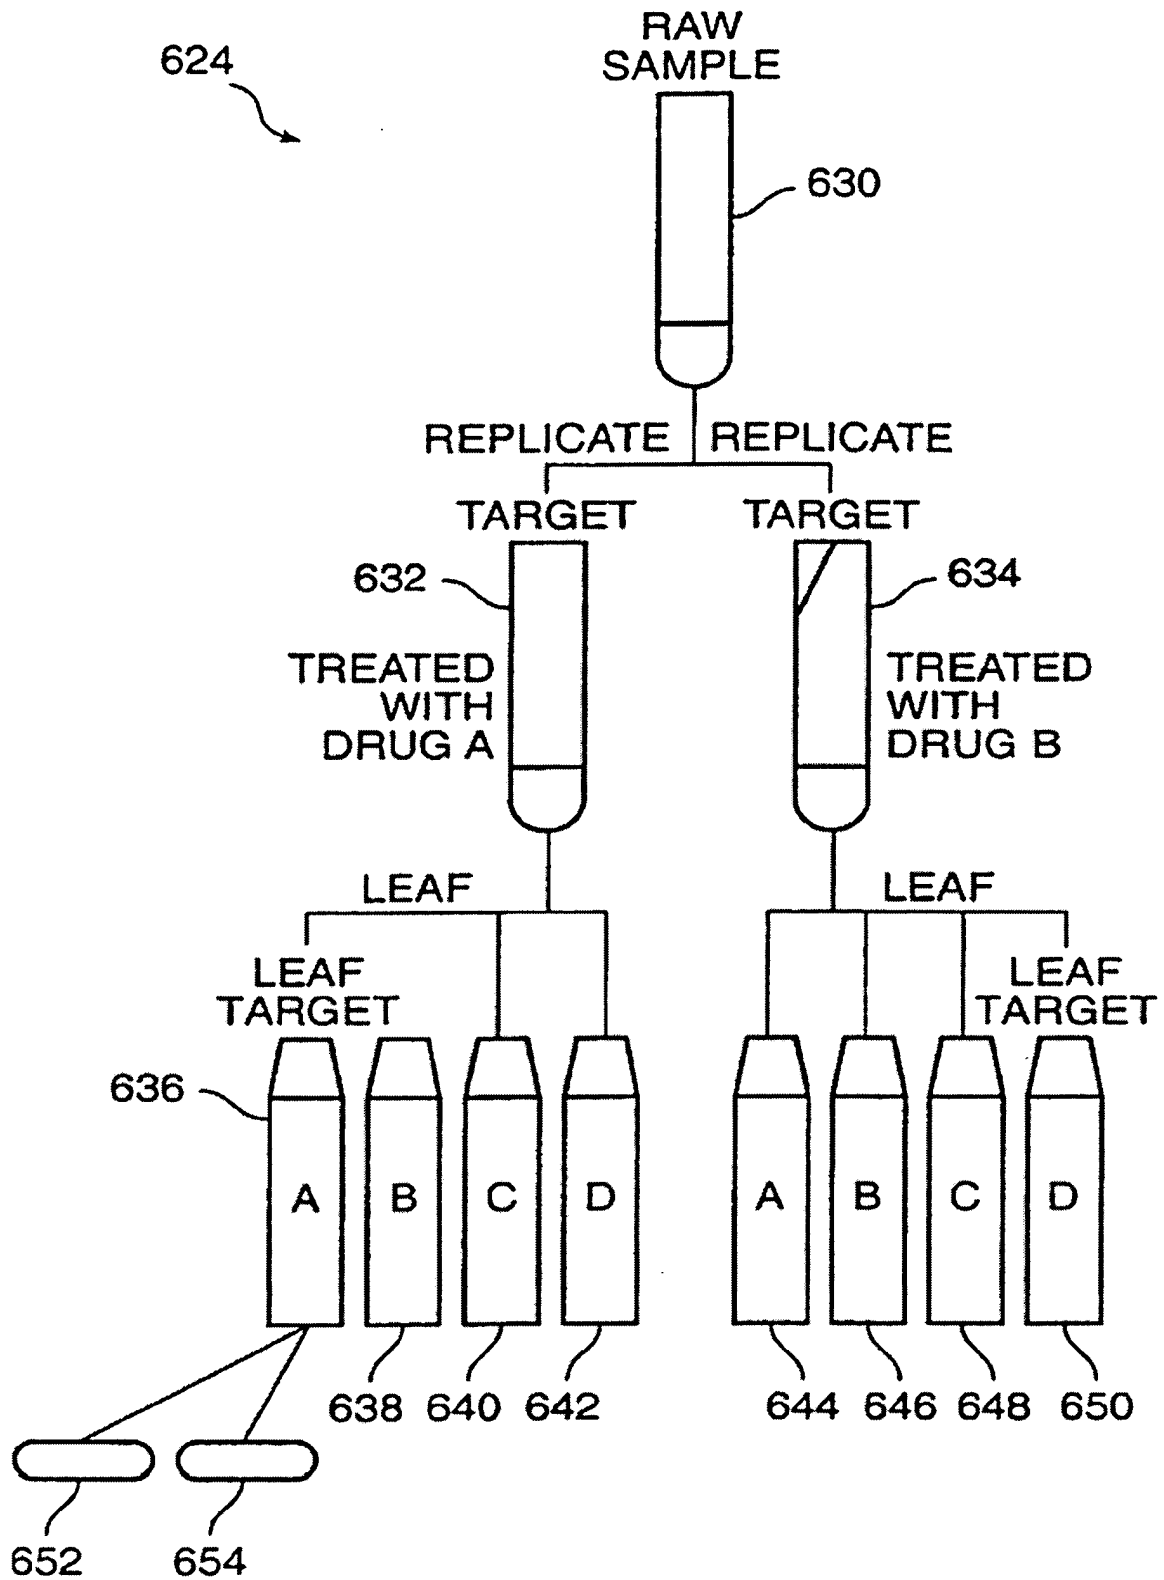 RAW
SAMPLE
624
630
REPLICATE REPLICATE
TARGET TARGET
632
634
TREATED
WITH
DRUG A
TREATED
WITH
DRUG B
LEAF
LEAF
LEAF
TARGET
LEAF
TARGET
636
A B C D A B C D
638 640 642 644 646 648 650
652 654